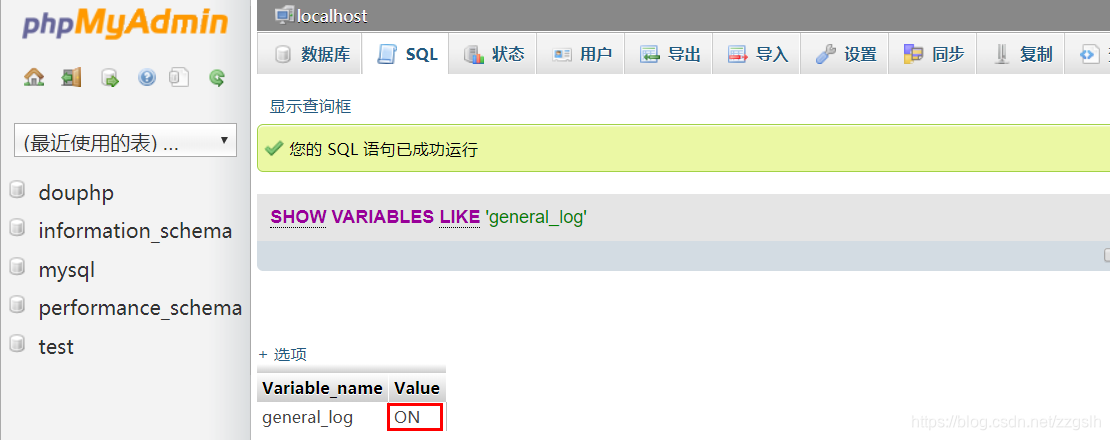 phpMyAdmin
(最近使用的表) ...
douphp
information_schema
mysql
performance_schema
test
localhost
数据库 SQL 状态 用户 导出 导入 设置 同步 复制
显示查询框
您的 SQL 语句已成功运行
SHOW VARIABLES LIKE 'general_log'
+ 选项
Variable_name Value
general_log ON
https://blog.csdn.net/zzgslh